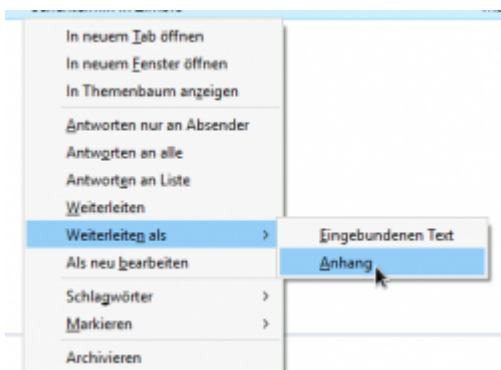 In neuem Tab öffnen
In neuem Fenster öffnen
In Themenbaum anzeigen
Antworten nur an Absender
Antworten an alle
Antworten an Liste
Weiterleiten
Weiterleiten als
Eingebundenen Text
Als neu bearbeiten
Anhang
Schlagwörter
Markieren
Archivieren